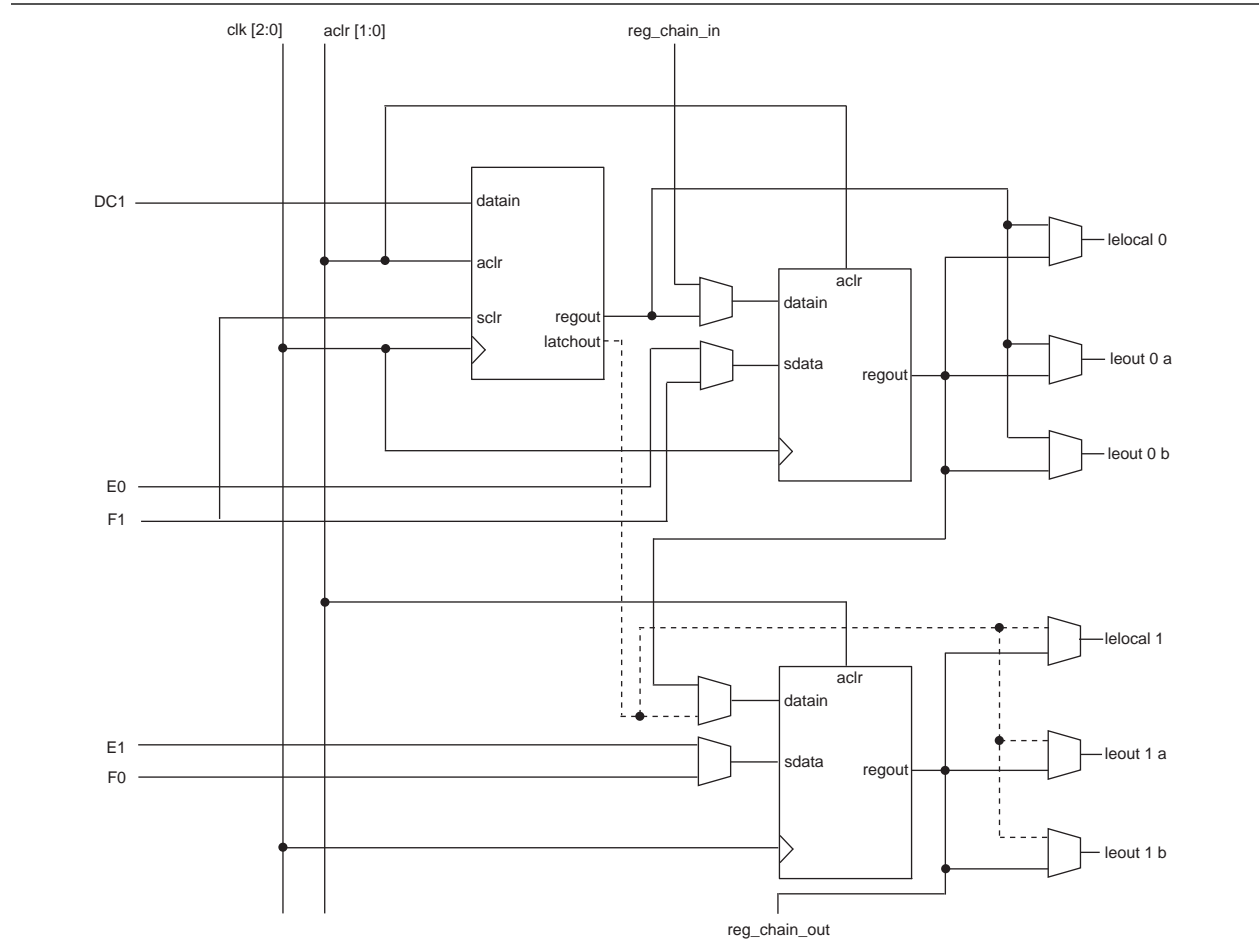 clk [2:0]
aclr [1:0]
reg_chain_in
DC1
datain
aclr
sclr
regout
latchout
aclr
datain
sdata
regout
lelocal 0
leout 0 a
leout 0 b
E0
F1
aclr
datain
sdata
regout
lelocal 1
leout 1 a
leout 1 b
E1
F0
reg_chain_out